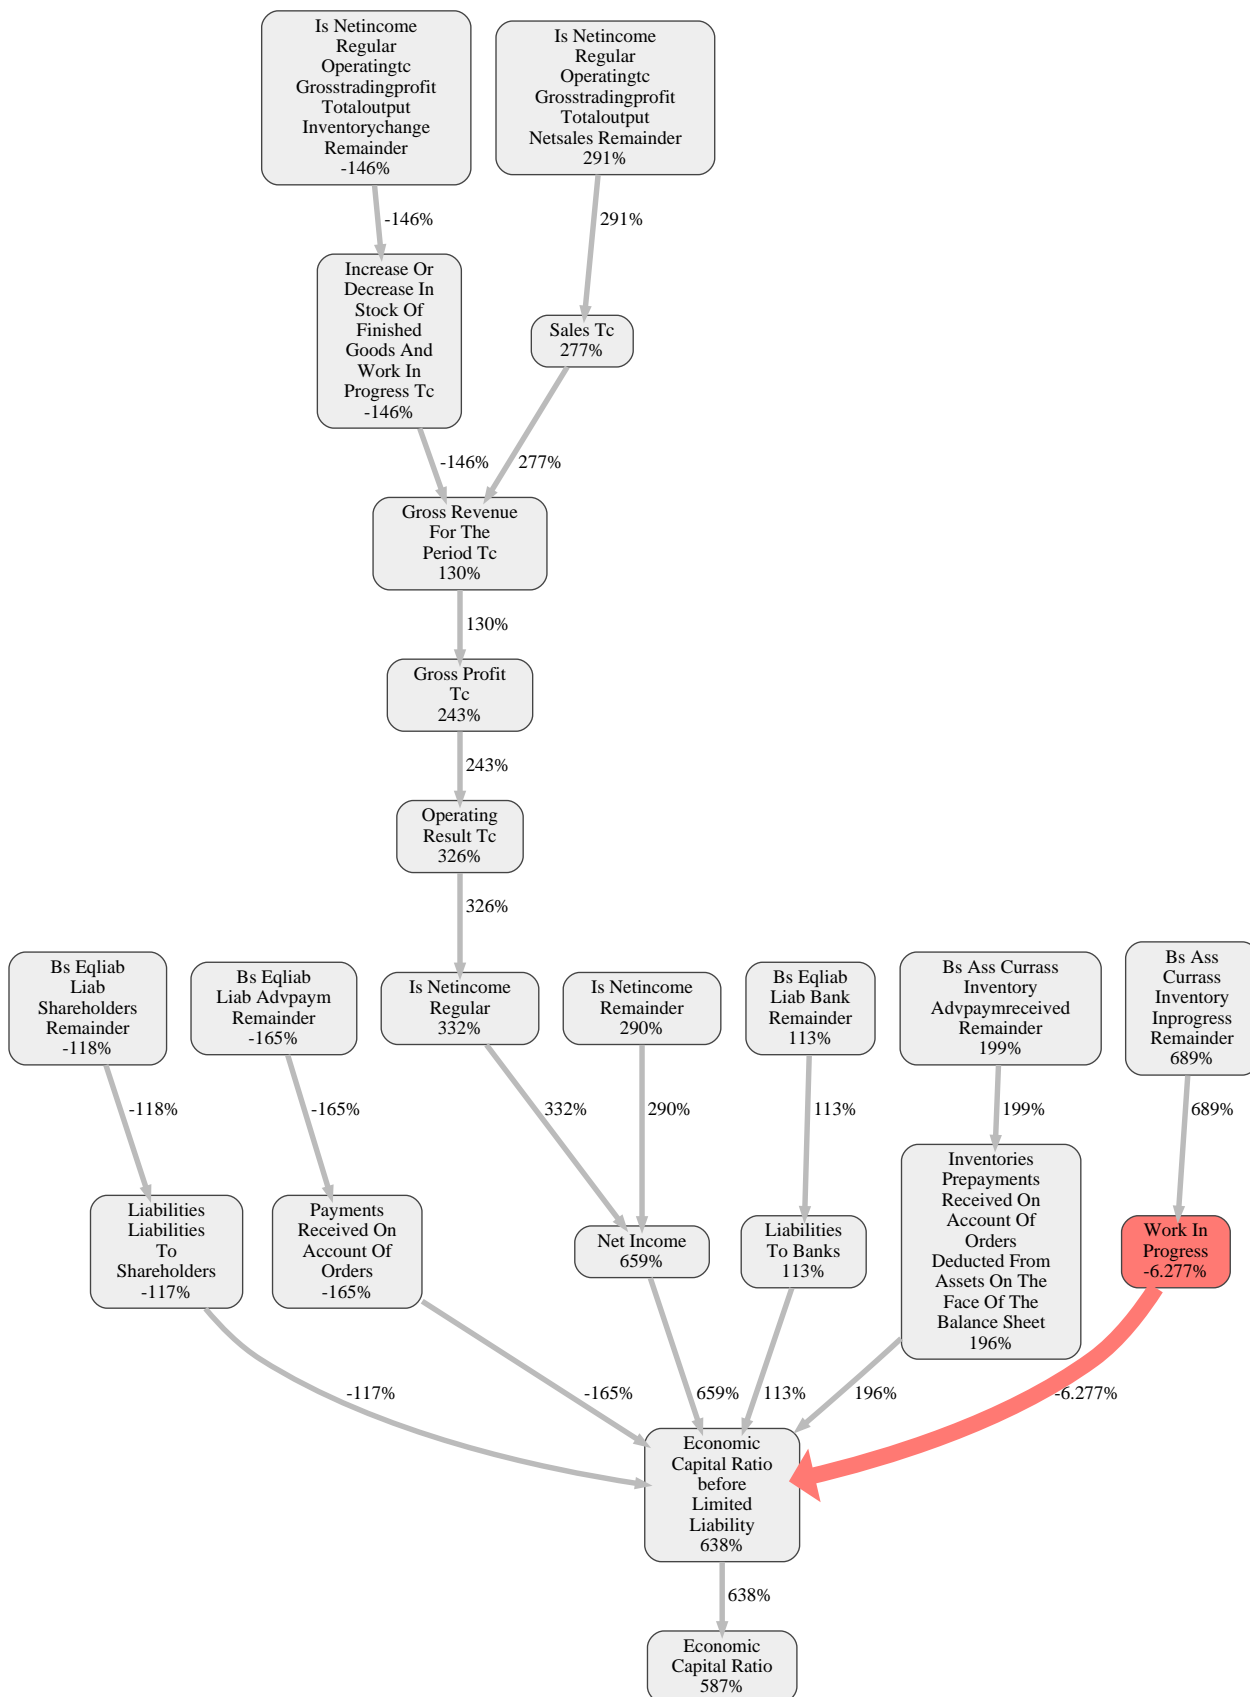 Is Netincome
Regular
Operatingtc
Grosstradingprofit
Totaloutput
Inventorychange
Remainder
-146%
Is Netincome
Regular
Operatingtc
Grosstradingprofit
Totaloutput
Netsales Remainder
291%
-146%
291%
Increase Or
Decrease In
Stock Of
Finished
Goods And
Work In
Progress Tc
-146%
Sales Tc
277%
-146%
277%
Gross Revenue
For The
Period Tc
130%
130%
Gross Profit
Tc
243%
243%
Operating
Result Tc
326%
326%
Bs Eqliab
Liab
Shareholders
Remainder
-118%
Bs Eqliab
Liab Advpaym
Remainder
-165%
Is Netincome
Regular
332%
Is Netincome
Remainder
290%
Bs Eqliab
Liab Bank
Remainder
113%
Bs Ass Currass
Inventory
Advpaymreceived
Remainder
199%
Bs Ass
Currass
Inventory
Inprogress
Remainder
689%
-118%
-165%
332%
290%
113%
199%
689%
Liabilities
Liabilities
To
Shareholders
-117%
Payments
Received On
Account Of
Orders
-165%
Net Income
659%
Liabilities
To Banks
113%
Inventories
Prepayments
Received On
Account Of
Orders
Deducted From
Assets On The
Face Of The
Balance Sheet
196%
Work In
Progress
-6.277%
-117%
-165%
659%
113%
196%
-6.277%
Economic
Capital Ratio
before
Limited
Liability
638%
638%
Economic
Capital Ratio
587%